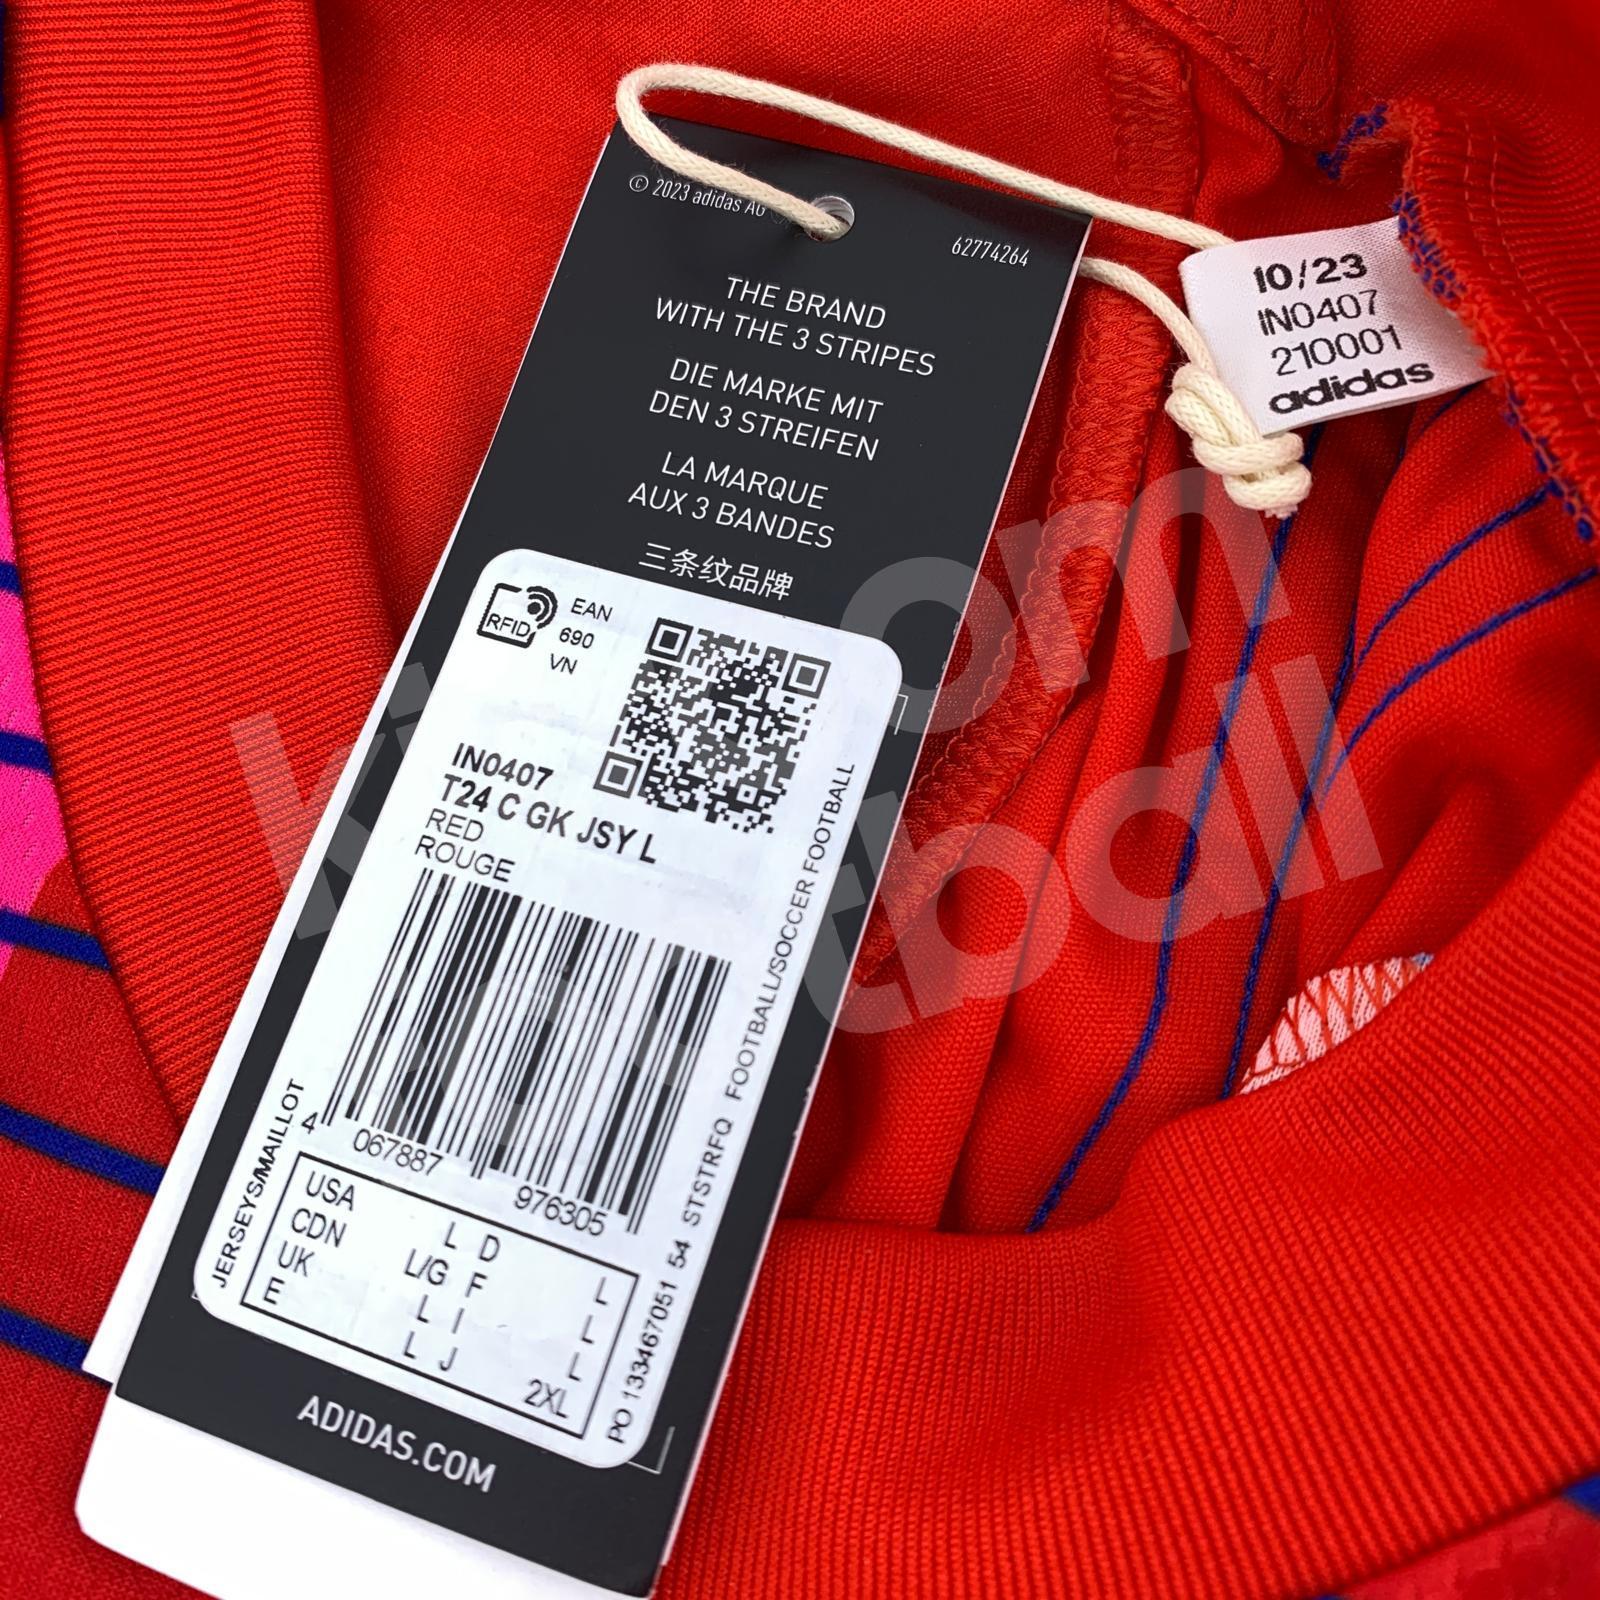 © 2023 adidas AG
62774264
THE BRAND
WITH THE 3 STRIPES
DIE MARKE MIT
DEN 3 STREIFEN
LA MARQUE
AUX 3 BANDES
三条纹品牌
RFID
EAN
690
VN
IN0407
T24 C GK JSY L
RED
ROUGE
4 067887 976305
JERSEYS/MAILLOT
USA L D L
CDN L/G F L
UK L I L
E L J 2XL
PO 133467051 54 STSTRFQ FOOTBALL/SOCCER FOOTBALL
ADIDAS.COM
10/23
IN0407
210001
adidas